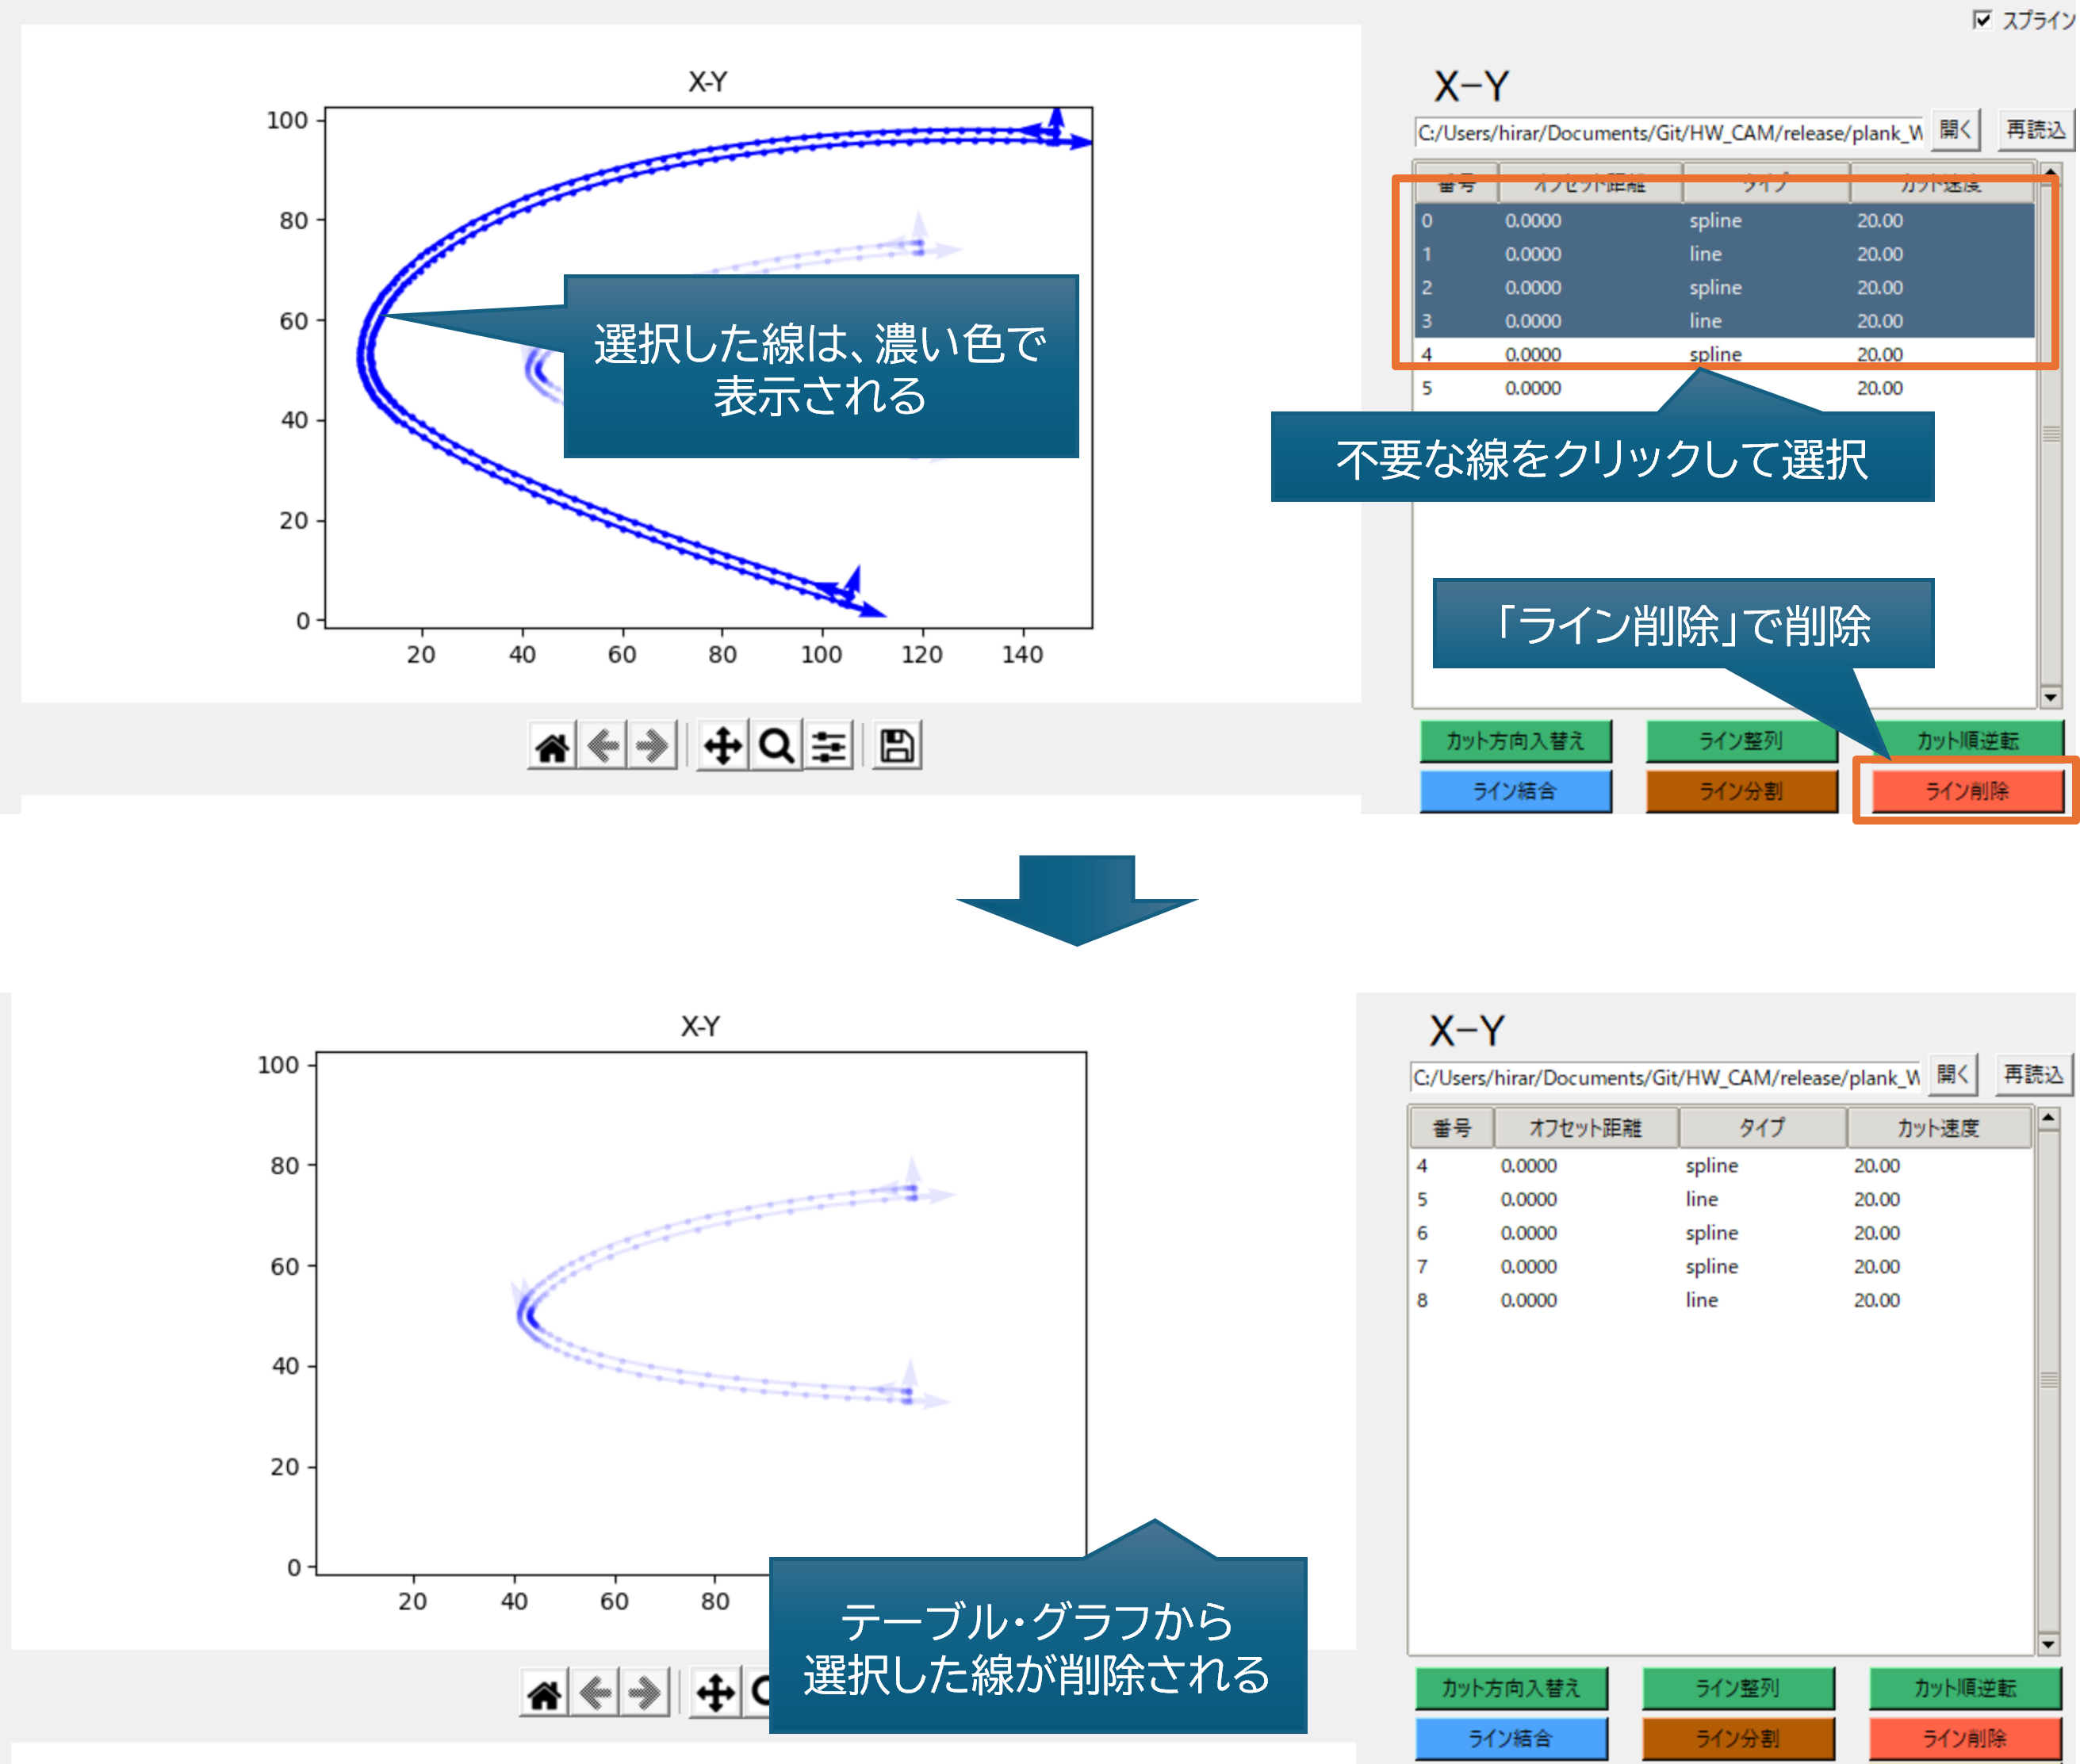 スプライン
X-Y
100
80
60
40
20
0
20 40 60 80 100 120 140
選択した線は、濃い色で
表示される
X-Y
C:/Users/hirar/Documents/Git/HW_CAM/release/plank_W 開く 再読込
番号 オフセット距離 タイプ カット速度
0 0.0000 spline 20.00
1 0.0000 line 20.00
2 0.0000 spline 20.00
3 0.0000 line 20.00
4 0.0000 spline 20.00
5 0.0000 20.00
不要な線をクリックして選択
「ライン削除」で削除
カット方向入替え ライン整列 カット順逆転
ライン結合 ライン分割 ライン削除
X-Y
100
80
60
40
20
0
20 40 60 80
テーブル・グラフから
選択した線が削除される
X-Y
C:/Users/hirar/Documents/Git/HW_CAM/release/plank_W 開く 再読込
番号 オフセット距離 タイプ カット速度
4 0.0000 spline 20.00
5 0.0000 line 20.00
6 0.0000 spline 20.00
7 0.0000 spline 20.00
8 0.0000 line 20.00
カット方向入替え ライン整列 カット順逆転
ライン結合 ライン分割 ライン削除